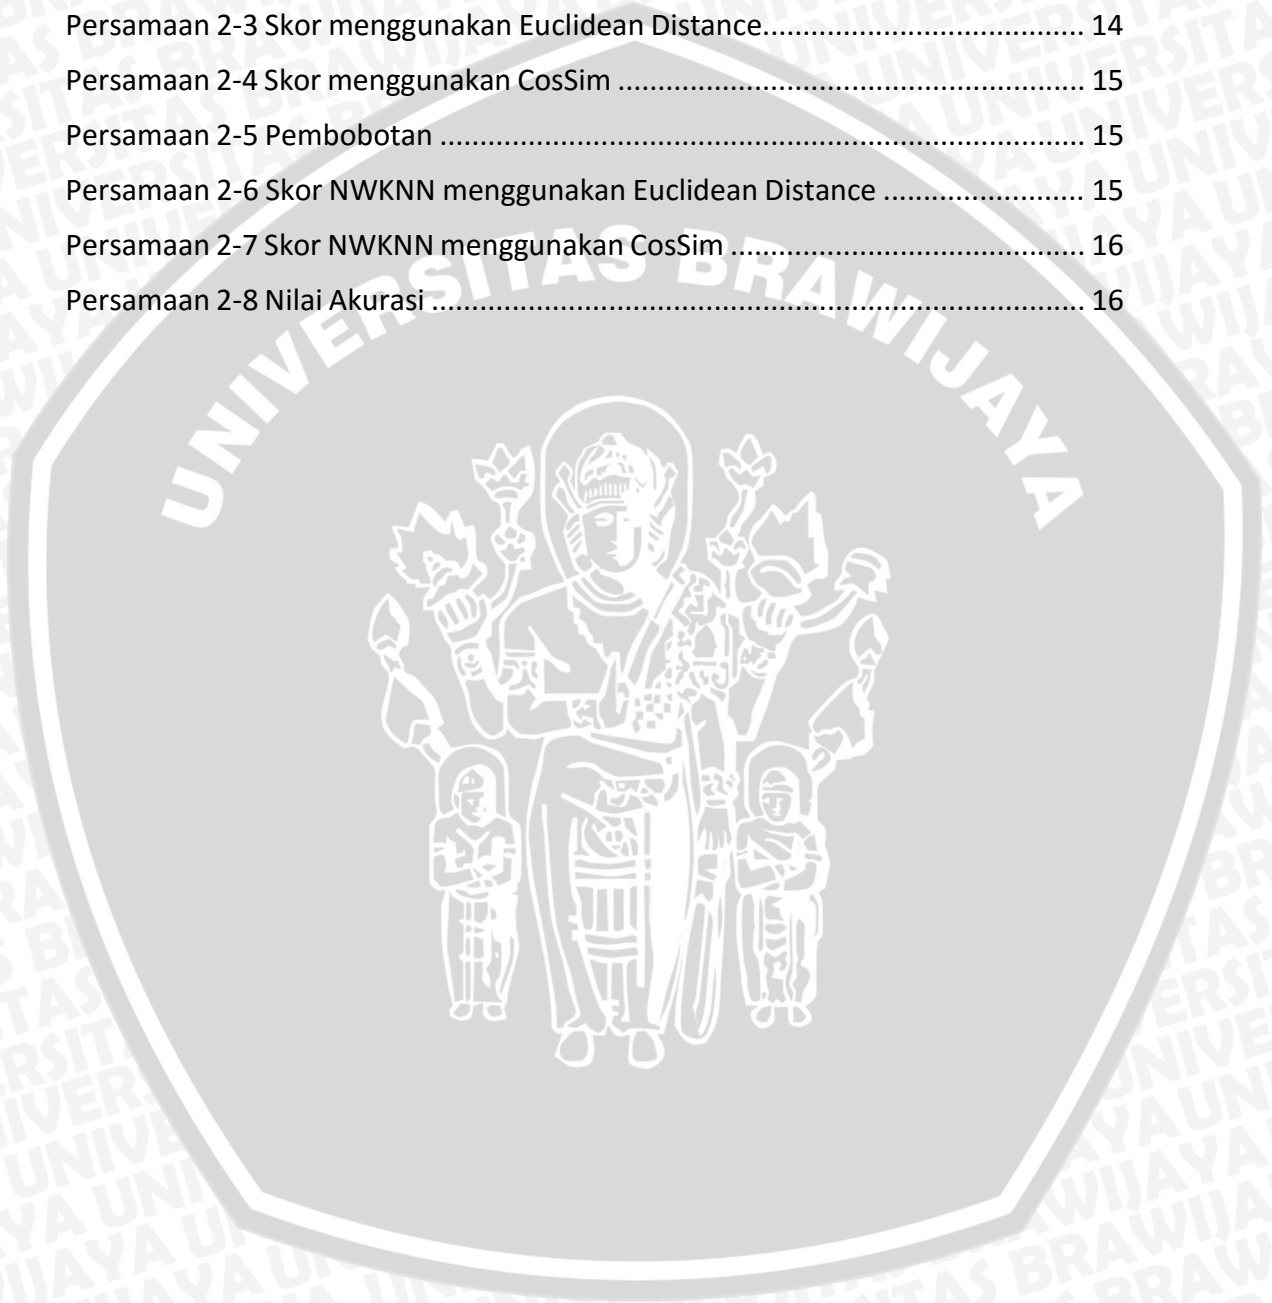 Persamaan 2-3 Skor menggunakan Euclidean Distance........................................ 14
Persamaan 2-4 Skor menggunakan CosSim .......................................................... 15
Persamaan 2-5 Pembobotan ................................................................................ 15
Persamaan 2-6 Skor NWKNN menggunakan Euclidean Distance ......................... 15
Persamaan 2-7 Skor NWKNN menggunakan CosSim ............................................ 16
Persamaan 2-8 Nilai Akurasi ................................................................................. 16
UNIVERSITAS BRAWIJAYA